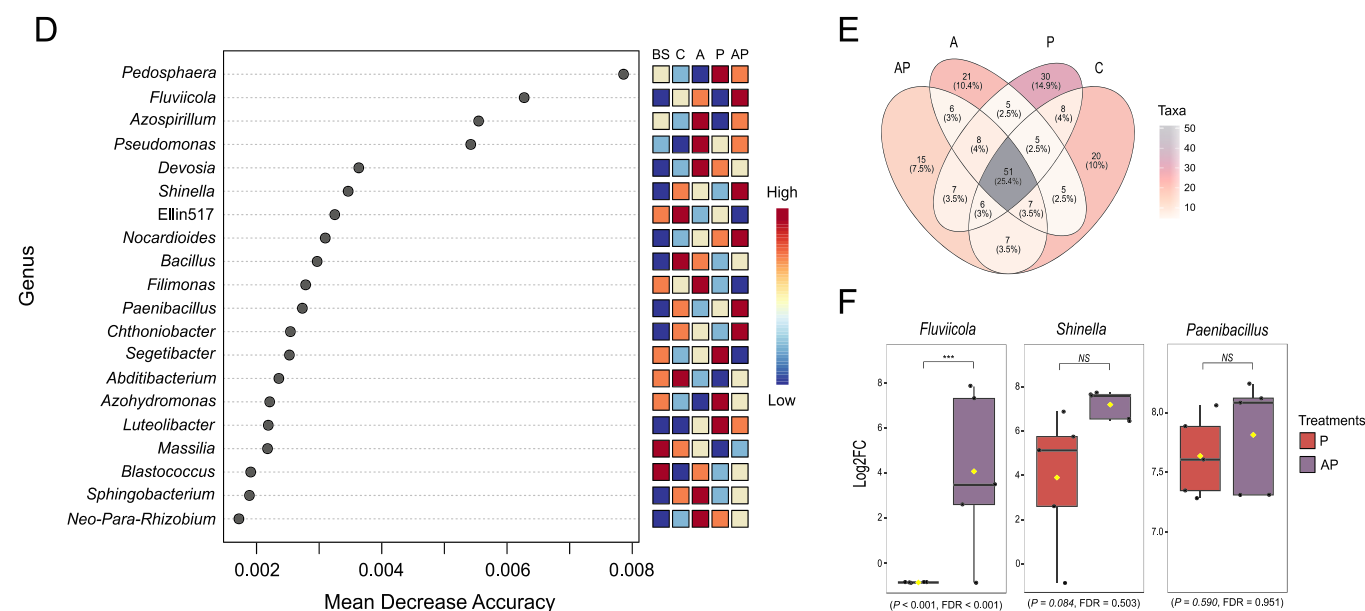 D
BS C A P AP
Pedosphaera
Fluviicola
Azospirillum
Pseudomonas
Devosia
Shinella
Ellin517
Nocardioides
Bacillus
Filimonas
Paenibacillus
Chthoniobacter
Segetibacter
Abditibacterium
Azohydromonas
Luteolibacter
Massilia
Blastococcus
Sphingobacterium
Neo-Para-Rhizobium
Genus
0.002 0.004 0.006 0.008
Mean Decrease Accuracy
High
Low
E
A P
AP C
21
(10.4%)
30
(14.9%)
6
(3%)
5
(2.5%)
8
(4%)
8
(4%)
5
(2.5%)
15
(7.5%)
20
(10%)
51
(25.4%)
7
(3.5%)
5
(2.5%)
6
(3%)
7
(3.5%)
7
(3.5%)
Taxa
50
40
30
20
10
F
Fluviicola Shinella Paenibacillus
*** NS NS
Log2FC
8
6
4
2
0
8
6
4
2
0
8.0
7.5
7.0
(P < 0.001, FDR < 0.001) (P = 0.084, FDR = 0.503) (P = 0.590, FDR = 0.951)
Treatments
P
AP